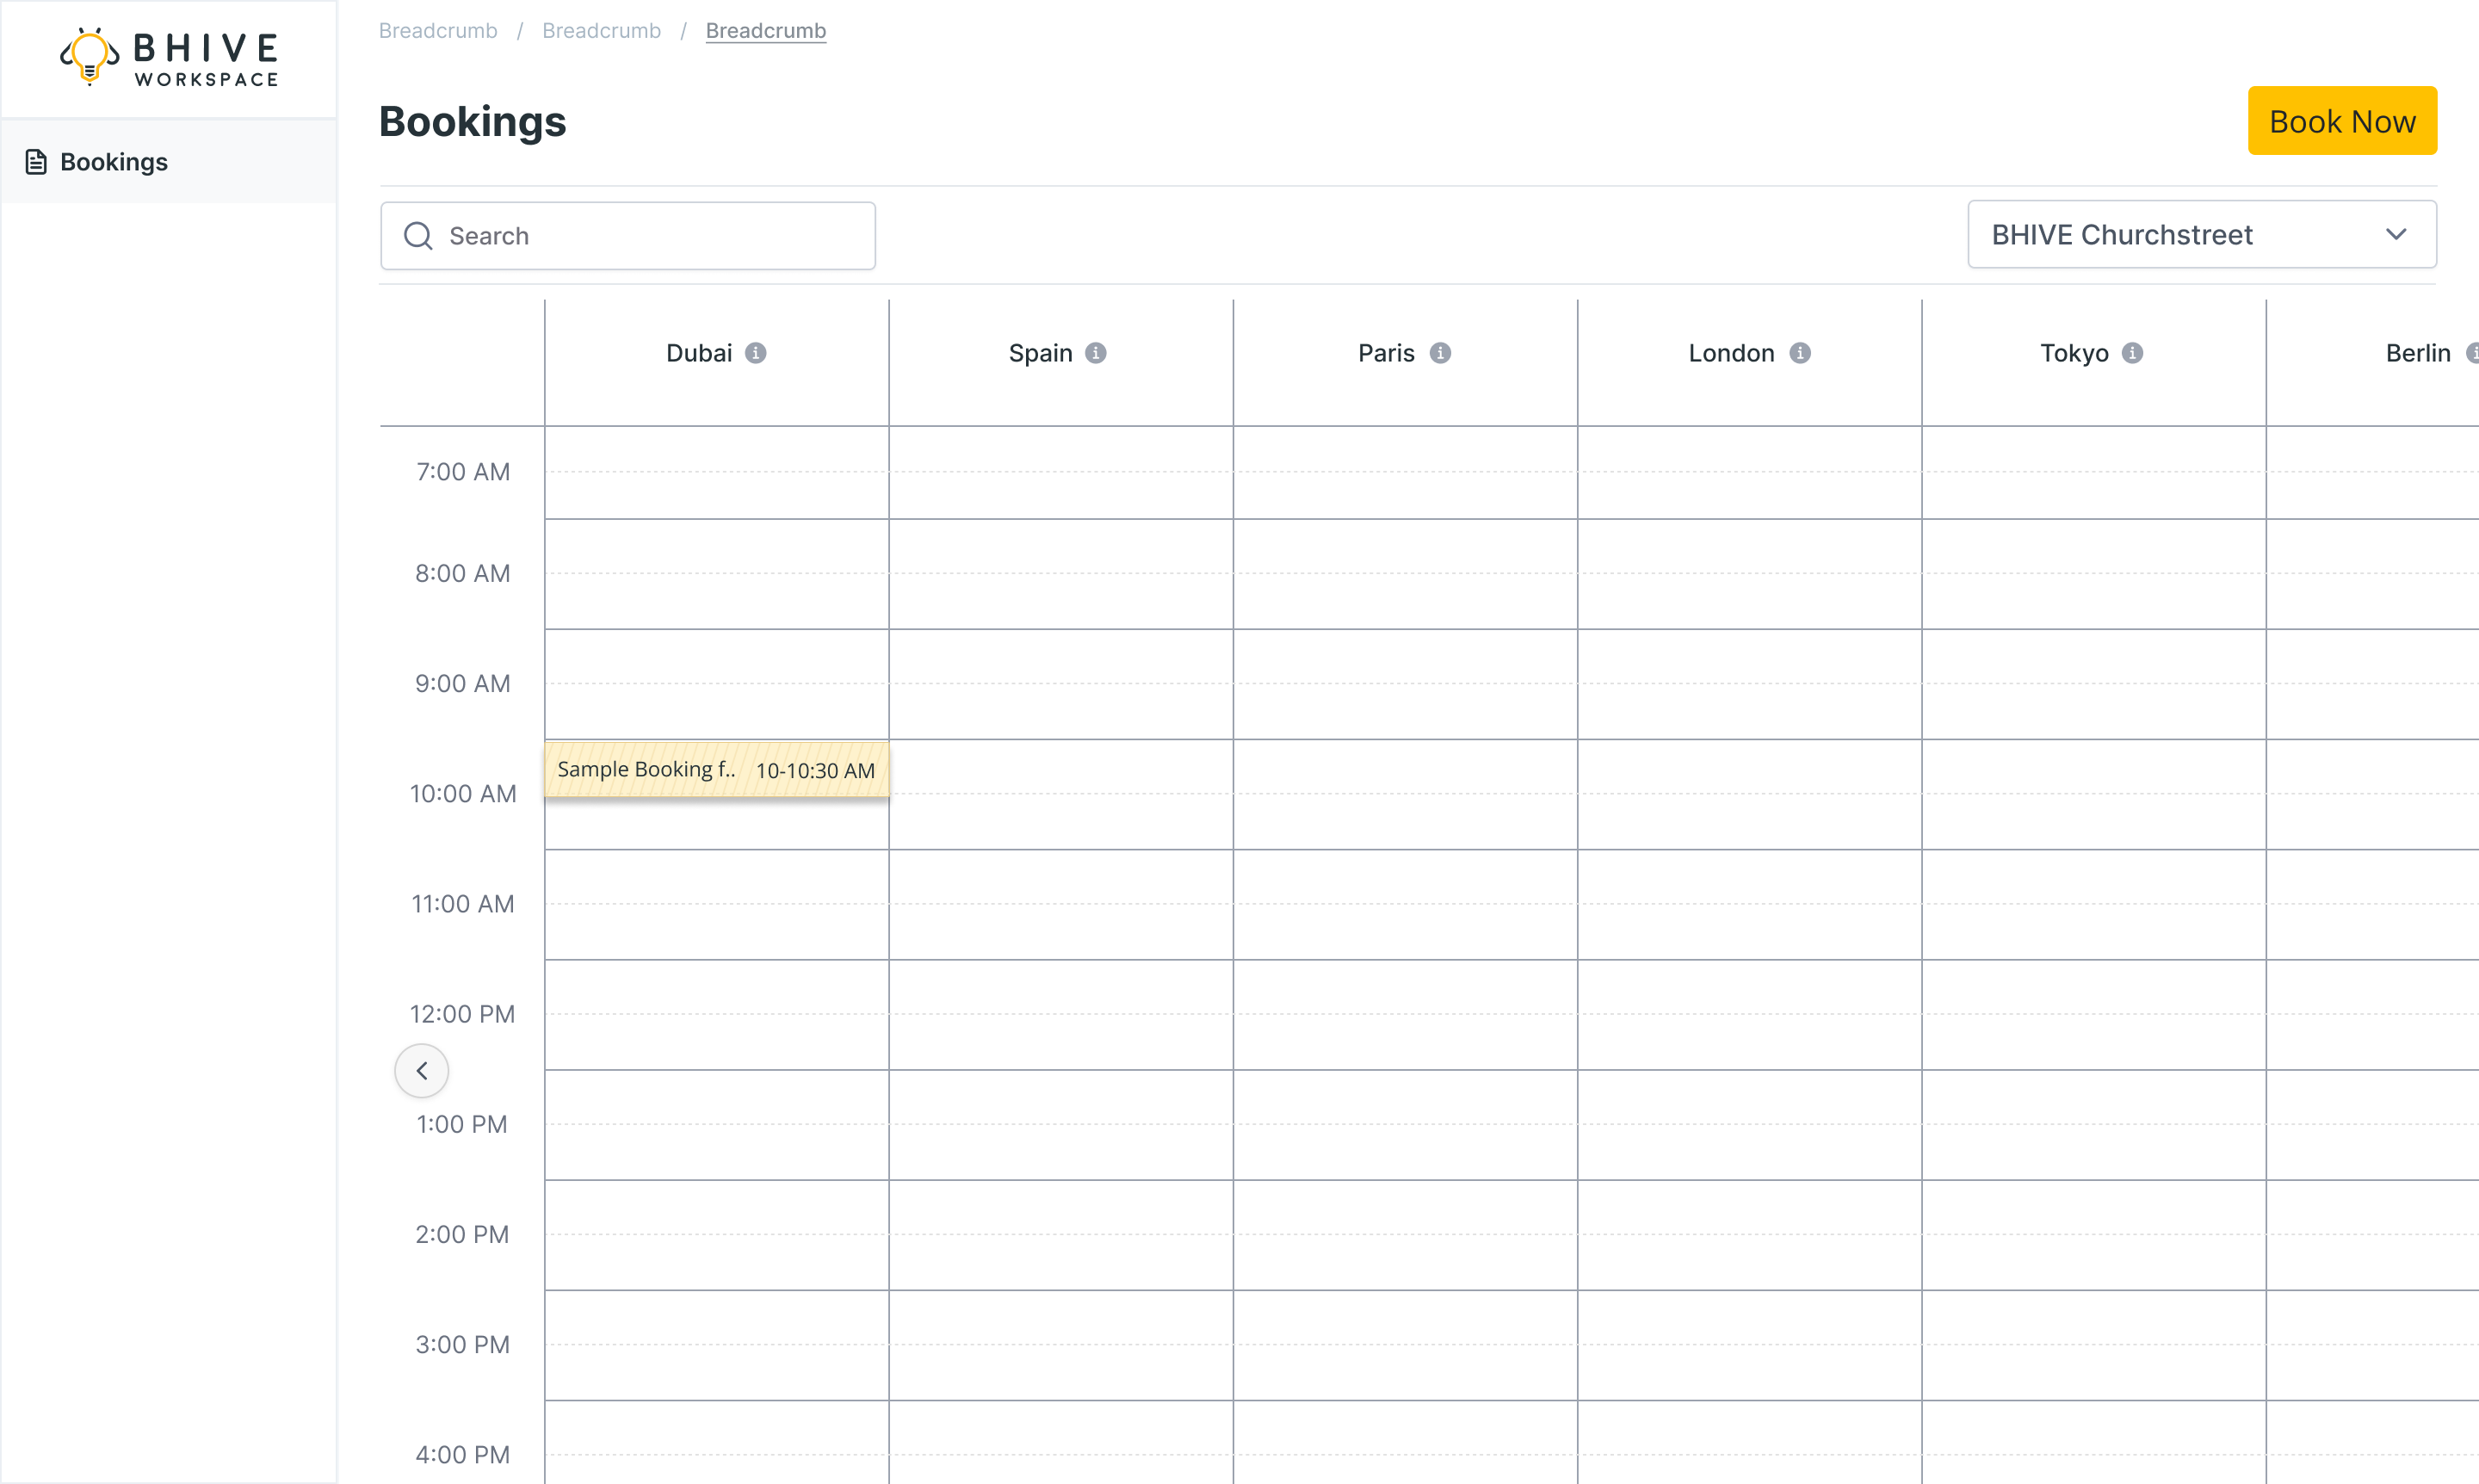 BHIVE
WORKSPACE
Bookings
Breadcrumb / Breadcrumb / Breadcrumb
Bookings
Book Now
Search
BHIVE Churchstreet
Dubai Spain Paris London Tokyo Berlin
7:00 AM
8:00 AM
9:00 AM
Sample Booking f.. 10-10:30 AM
10:00 AM
11:00 AM
12:00 PM
1:00 PM
2:00 PM
3:00 PM
4:00 PM